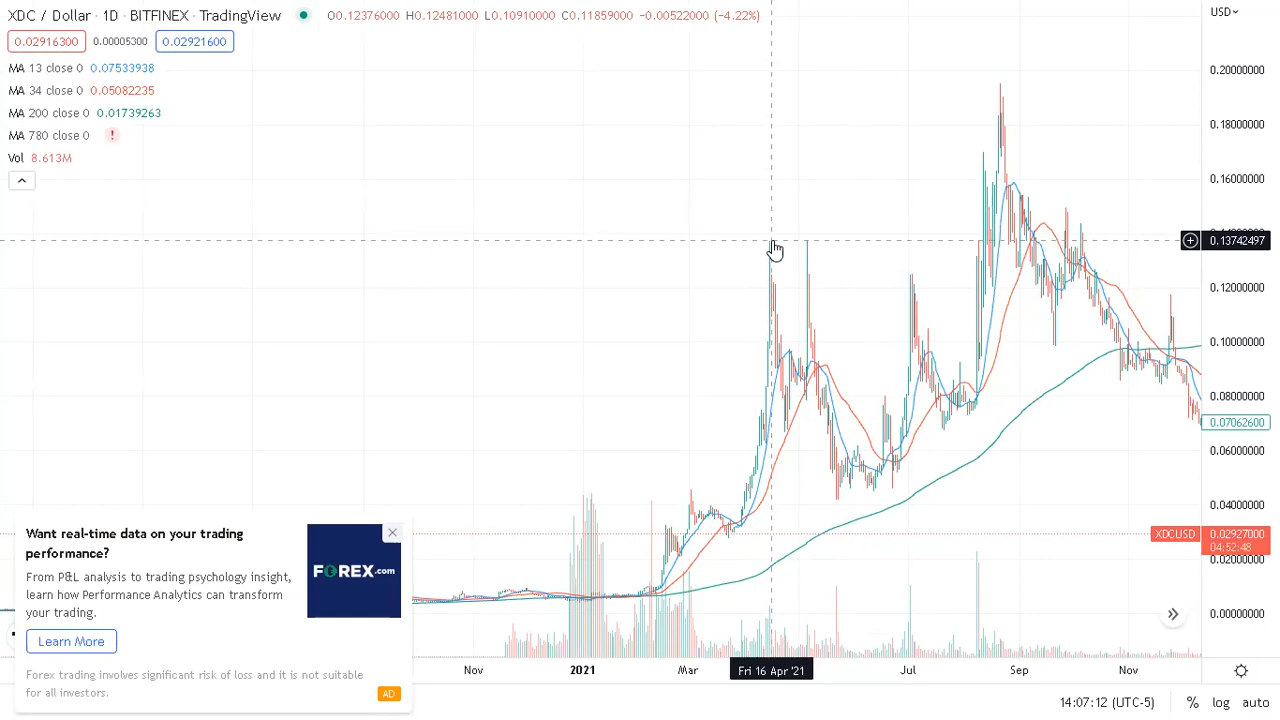 XDC / Dollar · 1D · BITFINEX · TradingView
O0.12376000 H0.12481000 L0.10910000 C0.11859000 −0.00522000 (−4.22%)
USD
0.02916300 0.00005300 0.02921600
MA 13 close 0 0.07533938
MA 34 close 0 0.05082235
MA 200 close 0 0.01739263
MA 780 close 0 !
Vol 8.613M
0.20000000
0.18000000
0.16000000
0.13742497
0.12000000
0.10000000
0.08000000
0.07062600
0.06000000
0.04000000
XDCUSD 0.02927000
04:52:48
0.02000000
0.00000000
Want real-time data on your trading
performance?
From P&L analysis to trading psychology insight,
learn how Performance Analytics can transform
your trading.
Learn More
FOREX.com
Forex involves significant risk of loss and it is not suitable
for all investors.
AD
Nov 2021 Mar Fri 16 Apr '21 Jul Sep Nov
14:07:12 (UTC-5) % log auto